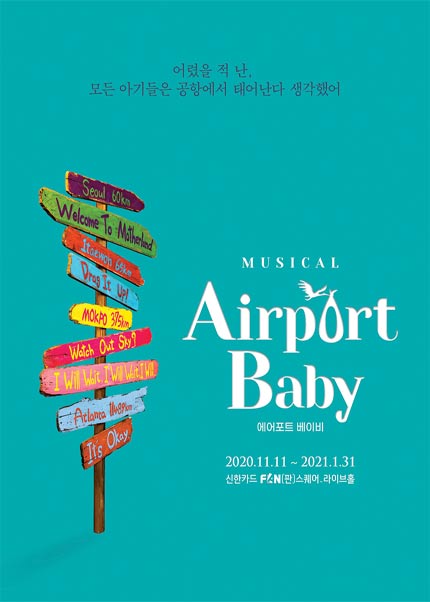 어렸을 적 난,
모든 아기들은 공항에서 태어난다 생각했어
Seoul 60km
Welcome To Motherland
Itaewon 64km
Drag It Up!
MOKPO 375km
Watch Out Sky?
I Will Wait. I Will Wait. I Will
Atlanta
It's Okay.
MUSICAL
Airport
Baby
에어포트 베이비
2020.11.11 ~ 2021.1.31
신한카드 FAN[판]스퀘어.라이브홀